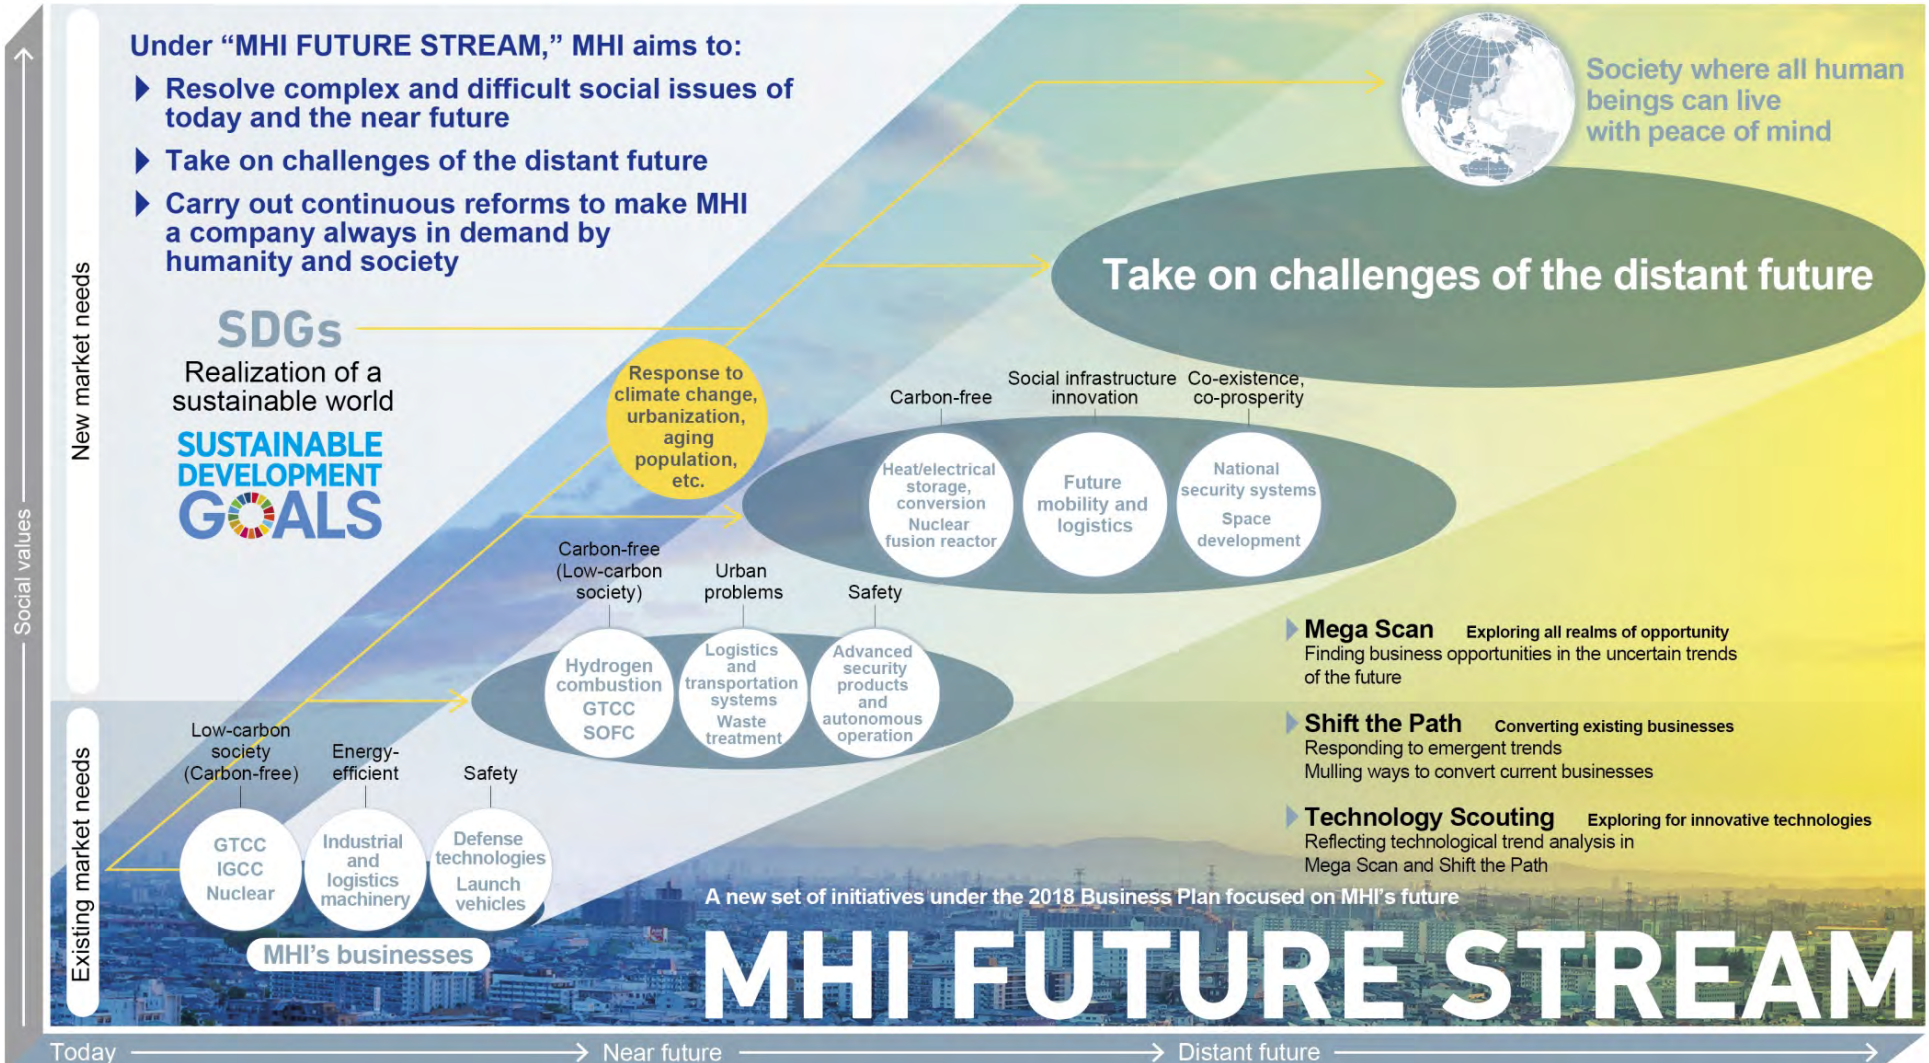 Under “MHI FUTURE STREAM,” MHI aims to:
Resolve complex and difficult social issues of
today and the near future
Take on challenges of the distant future
Carry out continuous reforms to make MHI
a company always in demand by
humanity and society
Society where all human
beings can live
with peace of mind
Take on challenges of the distant future
SDGs
Realization of a
sustainable world
SUSTAINABLE
DEVELOPMENT
GOALS
Response to
climate change,
urbanization,
aging
population,
etc.
Carbon-free
Heat/electrical
storage,
conversion
Nuclear
fusion reactor
Social infrastructure
innovation
Future
mobility and
logistics
Co-existence,
co-prosperity
National
security systems
Space
development
Carbon-free
(Low-carbon
society)
Hydrogen
combustion
GTCC
SOFC
Urban
problems
Logistics
and
transportation
systems
Waste
treatment
Safety
Advanced
security
products
and
autonomous
operation
Low-carbon
society
(Carbon-free)
GTCC
IGCC
Nuclear
Energy-
efficient
Industrial
and
logistics
machinery
Safety
Defense
technologies
Launch
vehicles
MHI’s businesses
Mega Scan Exploring all realms of opportunity
Finding business opportunities in the uncertain trends
of the future
Shift the Path Converting existing businesses
Responding to emergent trends
Mulling ways to convert current businesses
Technology Scouting Exploring for innovative technologies
Reflecting technological trend analysis in
Mega Scan and Shift the Path
A new set of initiatives under the 2018 Business Plan focused on MHI’s future
MHI FUTURE STREAM
Social values
New market needs
Existing market needs
Today
Near future
Distant future